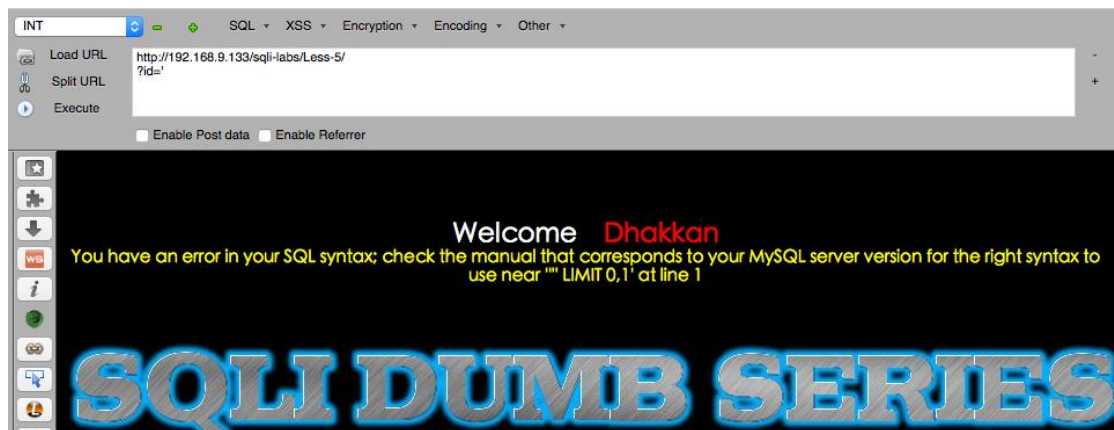 INT SQL XSS Encryption Encoding Other
Load URL http://192.168.9.133/sqli-labs/Less-5/
Split URL ?id='
Execute
Enable Post data Enable Referrer
Welcome Dhakkan
You have an error in your SQL syntax; check the manual that corresponds to your MySQL server version for the right syntax to
use near ''''' LIMIT 0,1' at line 1
SQLI DUMB SERIES
WS
i